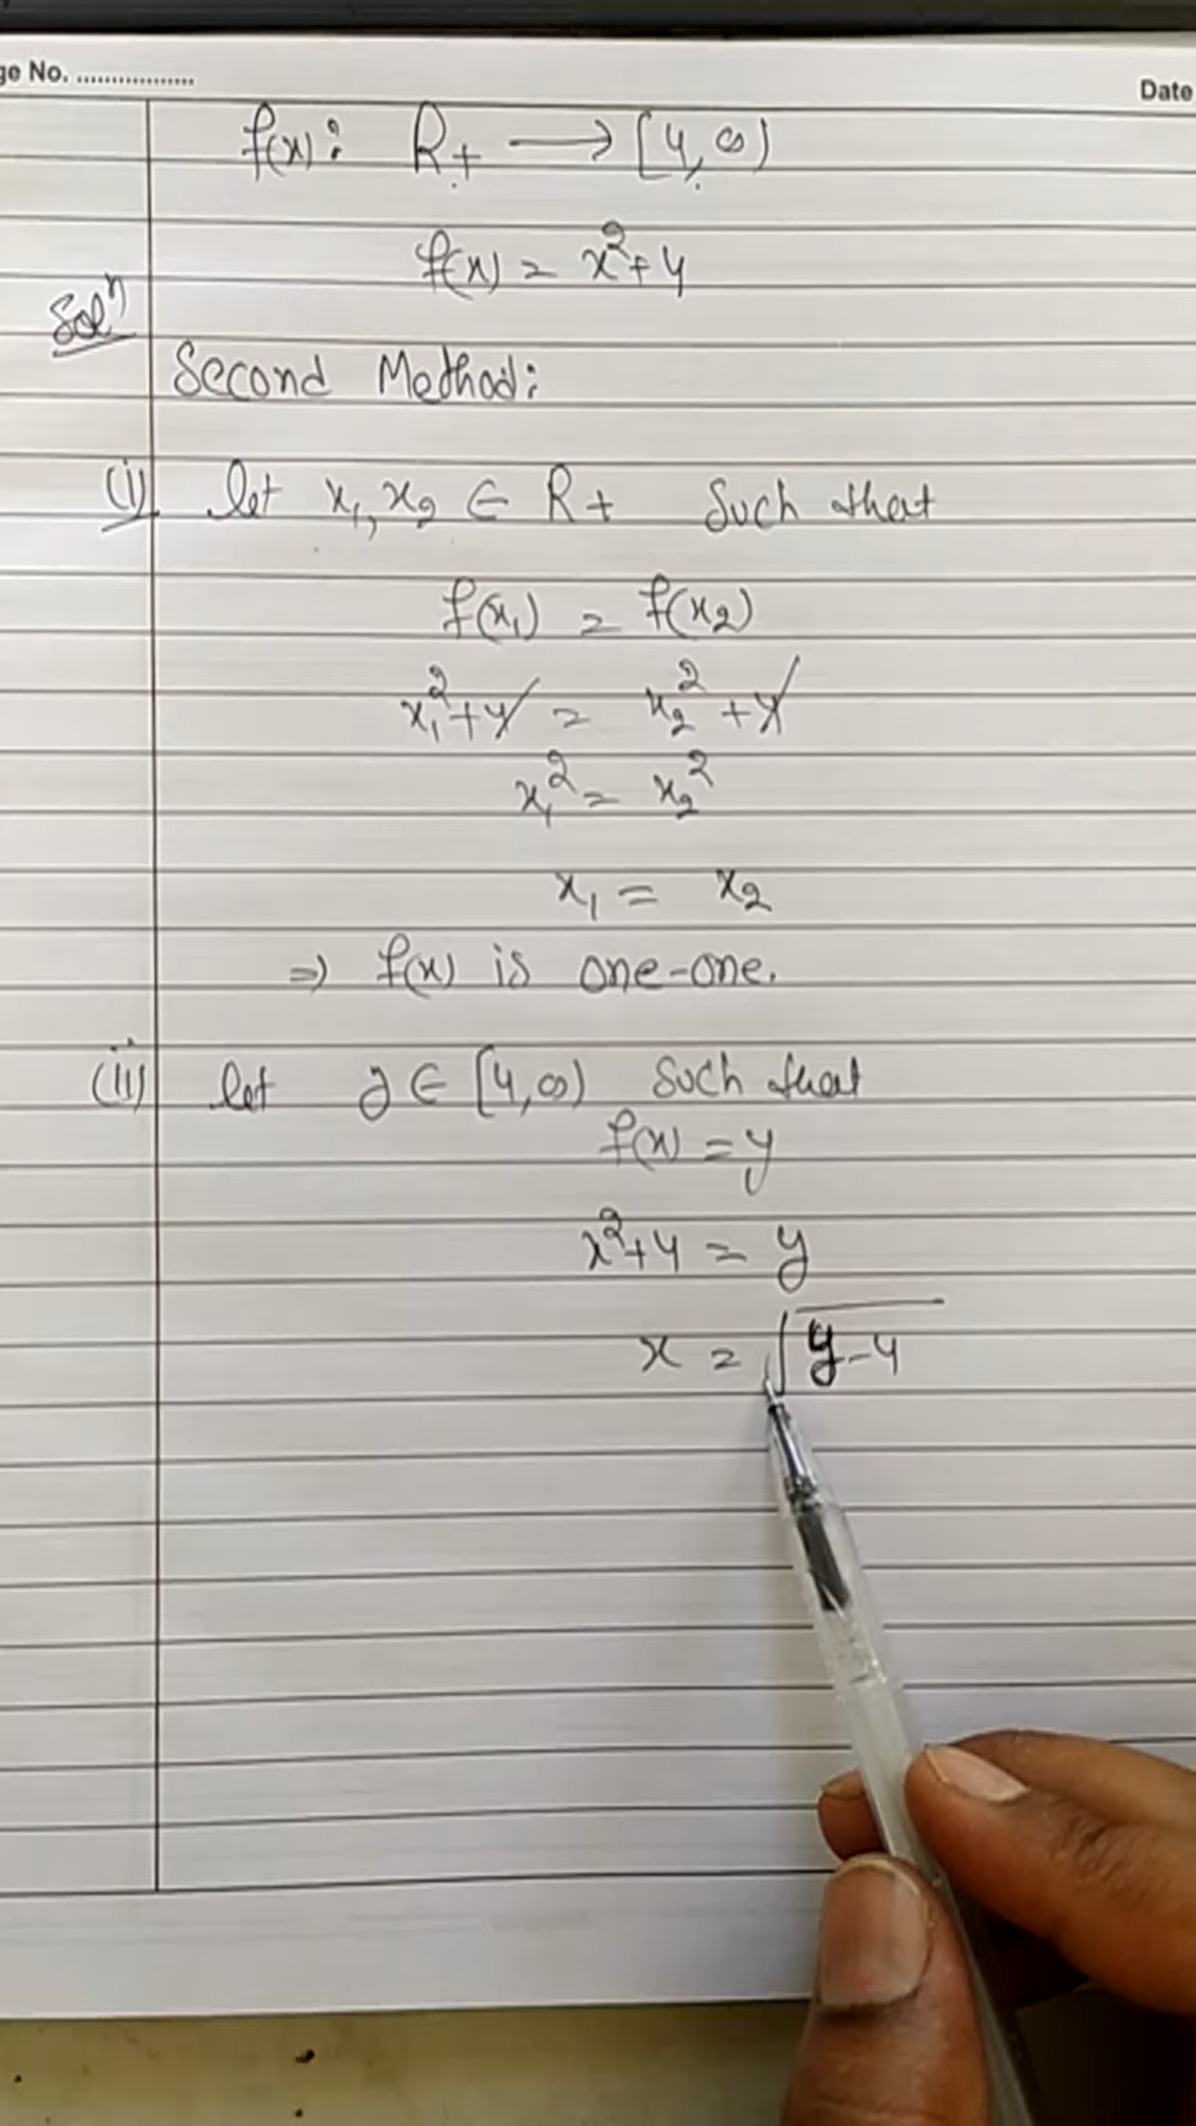 ge No. .................
Date
f(x): R+ → [4, ∞)
f(x) = x²+4
Solⁿ
Second Method:
(i) let x₁, x₂ ∈ R+ Such that
f(x₁) = f(x₂)
x₁²+4 = x₂²+4
x₁² = x₂²
x₁ = x₂
⇒ f(x) is one-one.
(ii) let y ∈ [4, ∞) Such that
f(x) = y
x²+4 = y
x = √y-4